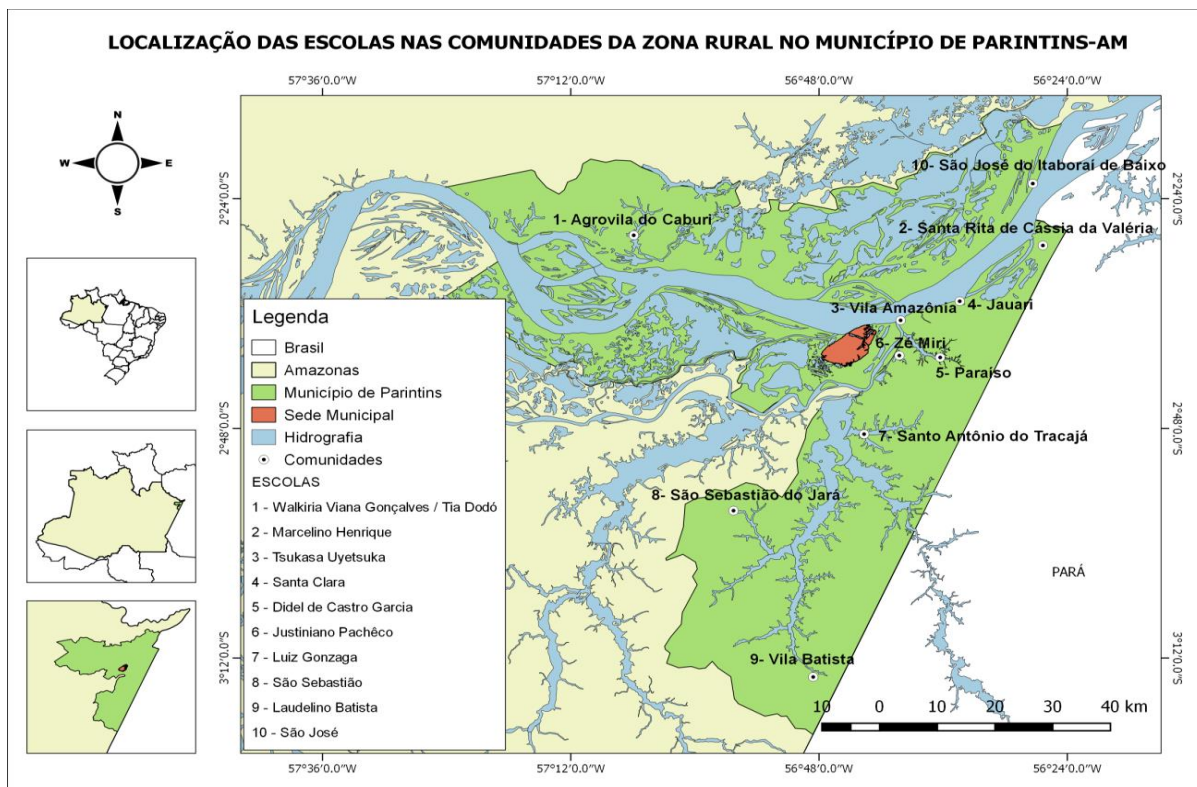 LOCALIZAÇÃO DAS ESCOLAS NAS COMUNIDADES DA ZONA RURAL NO MUNICÍPIO DE PARINTINS-AM
57°36'0.0"W
57°12'0.0"W
56°48'0.0"W
56°24'0.0"W
N
W
E
S
2°24'0.0"S
2°24'0.0"S
10- São José do Itaboraí de Baixo
1- Agrovila do Caburi
2- Santa Rita de Cássia da Valéria
3- Vila Amazônia
4- Jauari
6- Zé Miri
5- Paraíso
2°48'0.0"S
2°48'0.0"S
7- Santo Antônio do Tracajá
8- São Sebastião do Jará
PARÁ
9- Vila Batista
3°12'0.0"S
3°12'0.0"S
Legenda
Brasil
Amazonas
Município de Parintins
Sede Municipal
Hidrografia
Comunidades
ESCOLAS
1 - Walkiria Viana Gonçalves / Tia Dodó
2 - Marcelino Henrique
3 - Tsukasa Uyetsuka
4 - Santa Clara
5 - Didel de Castro Garcia
6 - Justiniano Pachêco
7 - Luiz Gonzaga
8 - São Sebastião
9 - Laudelino Batista
10 - São José
10 0 10 20 30 40 km
57°36'0.0"W
57°12'0.0"W
56°48'0.0"W
56°24'0.0"W